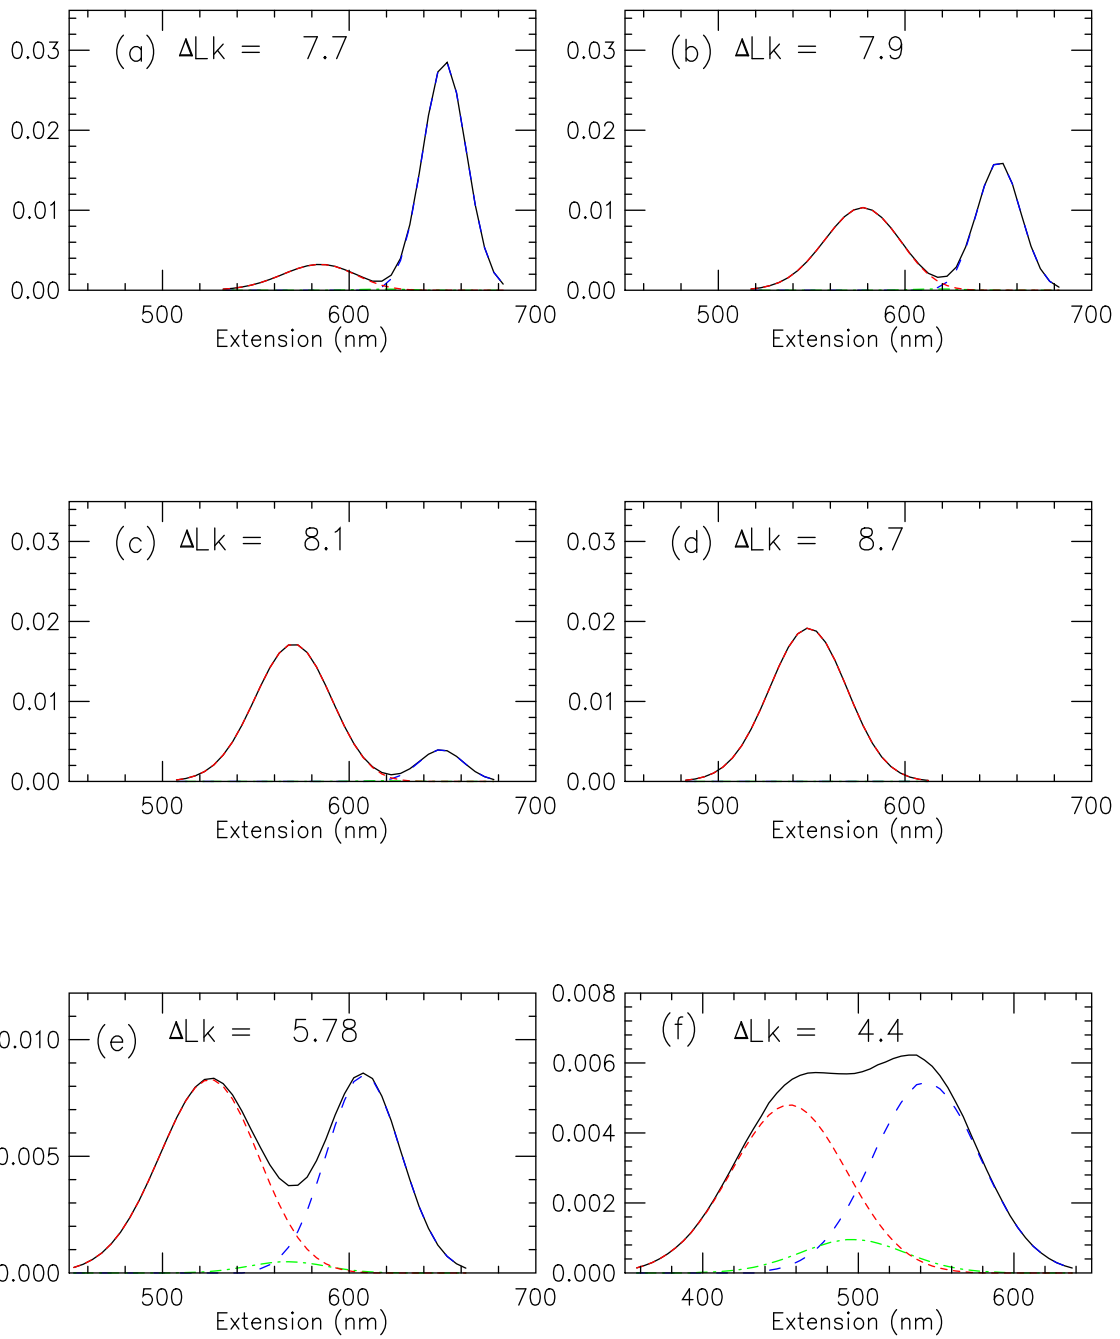 (a) ΔLk = 7.7
0.03
0.02
0.01
0.00
500 600 700
Extension (nm)
(b) ΔLk = 7.9
0.03
0.02
0.01
0.00
500 600 700
Extension (nm)
(c) ΔLk = 8.1
0.03
0.02
0.01
0.00
500 600 700
Extension (nm)
(d) ΔLk = 8.7
0.03
0.02
0.01
0.00
500 600 700
Extension (nm)
(e) ΔLk = 5.78
0.010
0.005
0.000
500 600 700
Extension (nm)
(f) ΔLk = 4.4
0.008
0.006
0.004
0.002
0.000
400 500 600
Extension (nm)